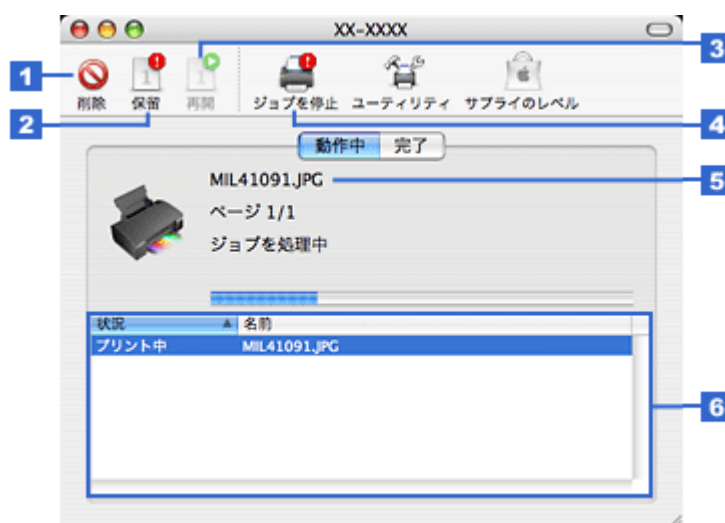 XX-XXXX
1
2
3
4
5
6
削除 保留 再開 ジョブを停止 ユーティリティ サプライのレベル
動作中 完了
MIL41091.JPG
ページ 1/1
ジョブを処理中
状況 名前
プリント中 MIL41091.JPG